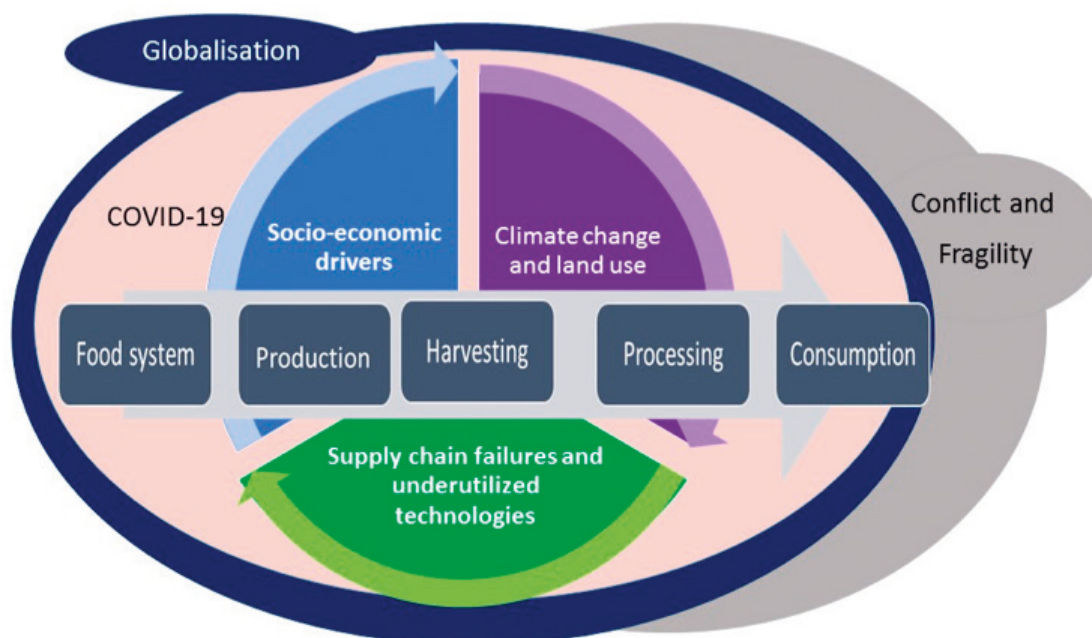 Globalisation
COVID-19
Socio-economic
drivers
Climate change
and land use
Conflict and
Fragility
Food system
Production
Harvesting
Processing
Consumption
Supply chain failures and
underutilized
technologies